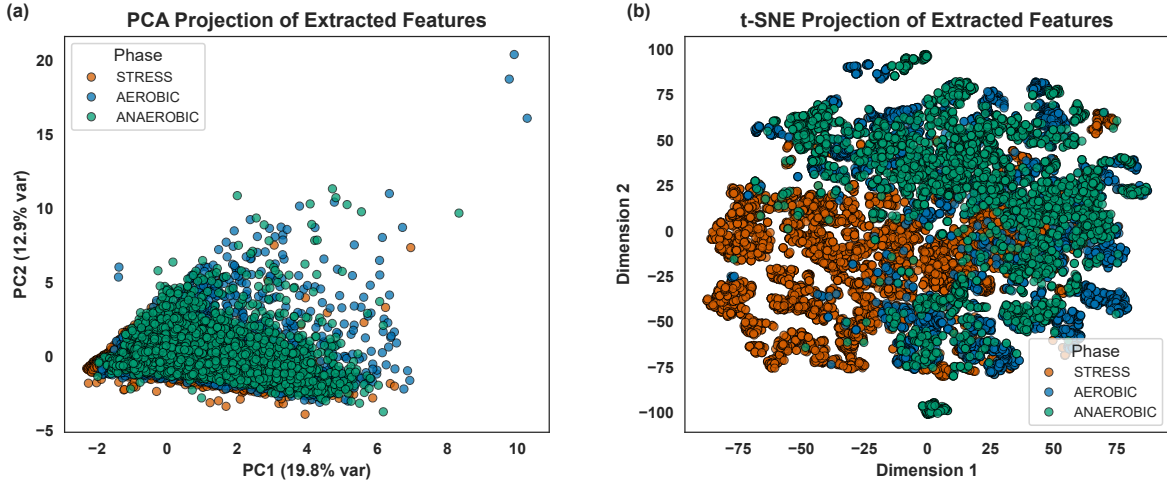 (a)
PCA Projection of Extracted Features
Phase
STRESS
AEROBIC
ANAEROBIC
20
15
10
5
0
−5
PC2 (12.9% var)
−2 0 2 4 6 8 10
PC1 (19.8% var)
(b)
t-SNE Projection of Extracted Features
100
75
50
25
0
−25
−50
−75
−100
Dimension 2
Phase
STRESS
AEROBIC
ANAEROBIC
−75 −50 −25 0 25 50 75
Dimension 1